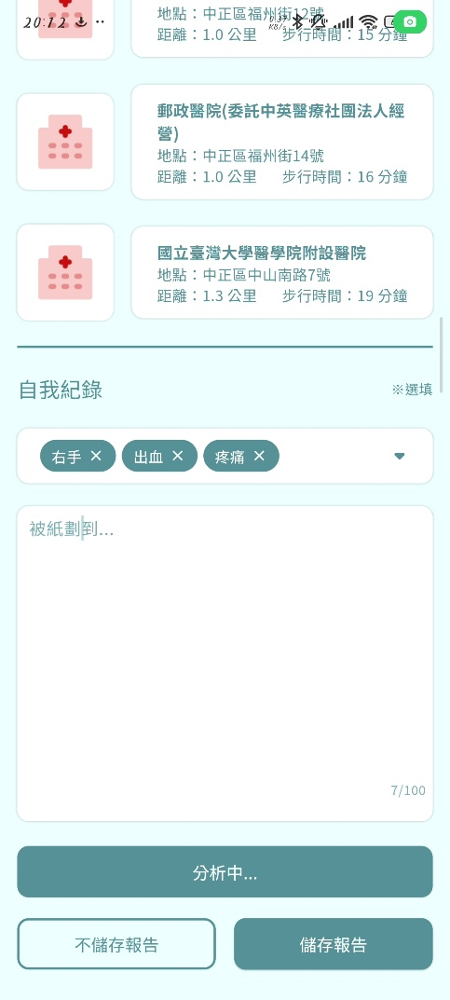 地點：中正區福州街12號
20:12
KB/s
距離：1.0 公里 步行時間：15 分鐘
郵政醫院(委託中英醫療社團法人經
營)
地點：中正區福州街14號
距離：1.0 公里 步行時間：16 分鐘
國立臺灣大學醫學院附設醫院
地點：中正區中山南路7號
距離：1.3 公里 步行時間：19 分鐘
自我紀錄
※選填
右手 × 出血 × 疼痛 ×
被紙劃到...
7/100
分析中...
不儲存報告 儲存報告